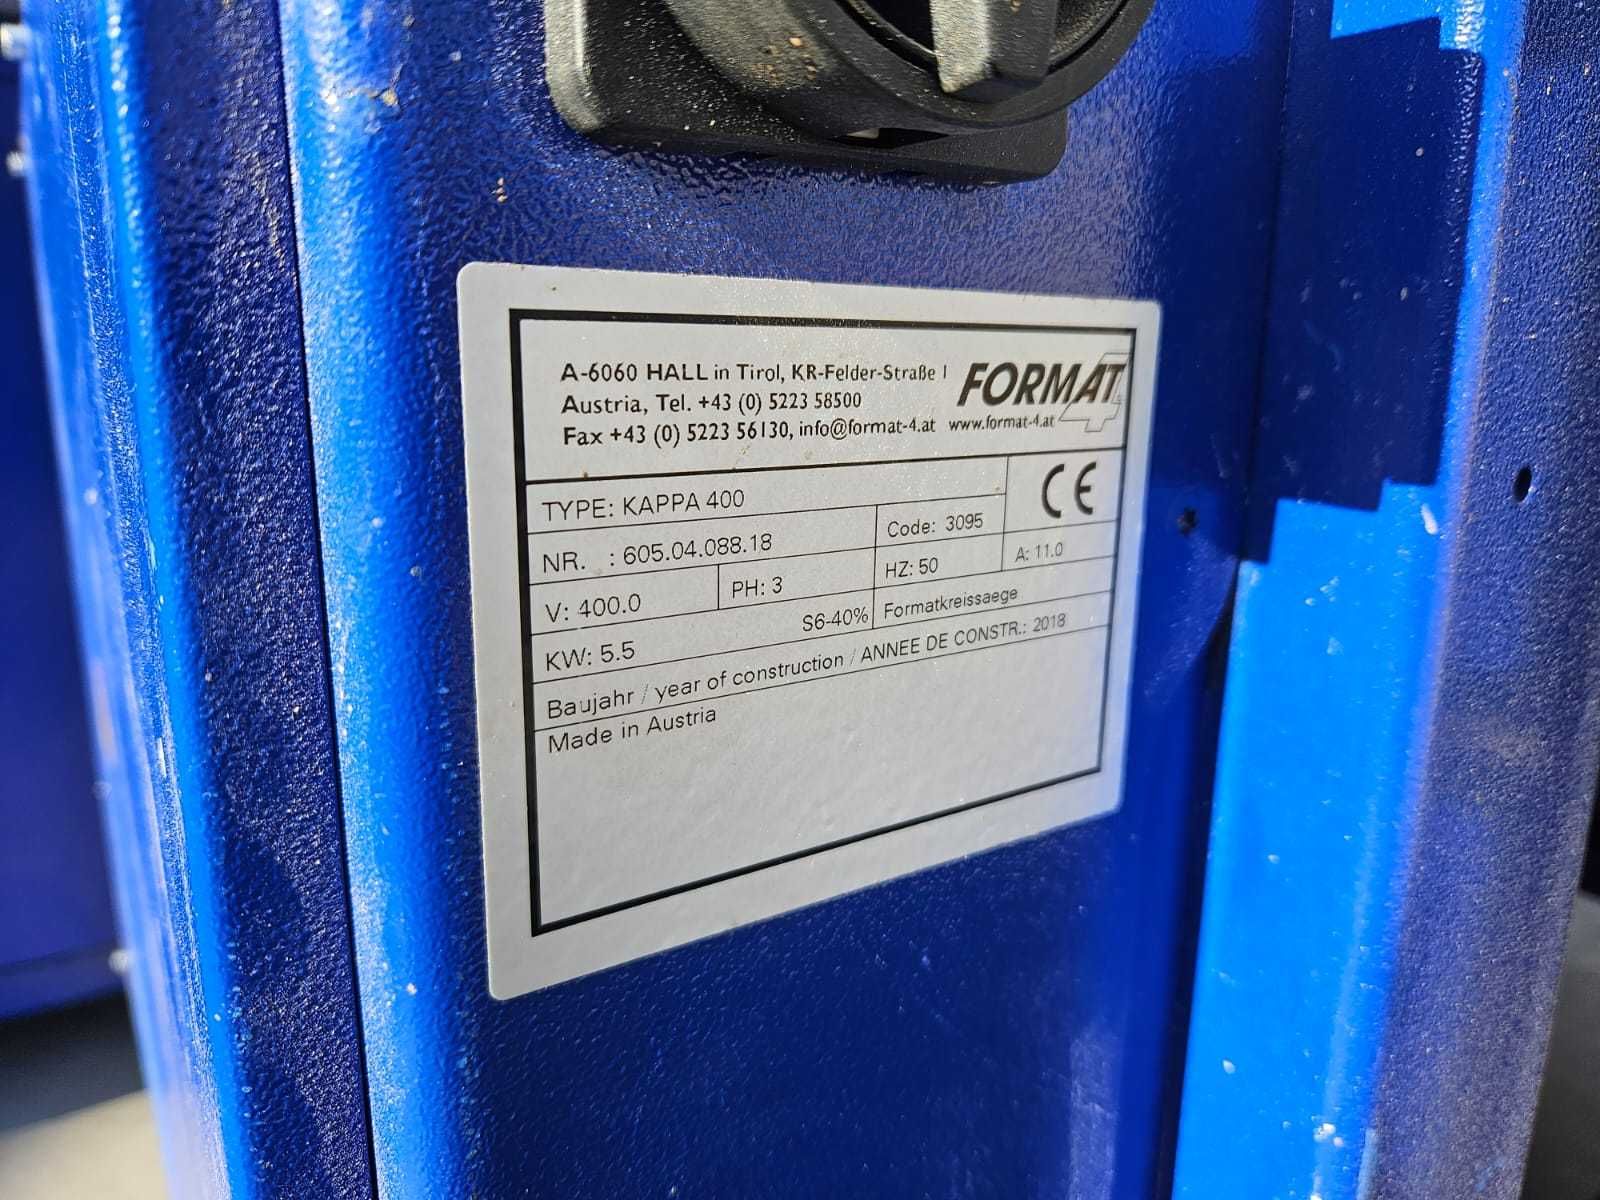 A-6060 HALL in Tirol, KR-Felder-Straße 1
Austria, Tel. +43 (0) 5223 58500
Fax +43 (0) 5223 56130, info@format-4.at
FORMAT 4
www.format-4.at
TYPE: KAPPA 400
CE
NR. : 605.04.088.18
Code: 3095
V: 400.0
PH: 3
HZ: 50
A: 11.0
KW: 5.5
S6-40%
Formatkreissaege
Baujahr / year of construction / ANNEE DE CONSTR.: 2018
Made in Austria